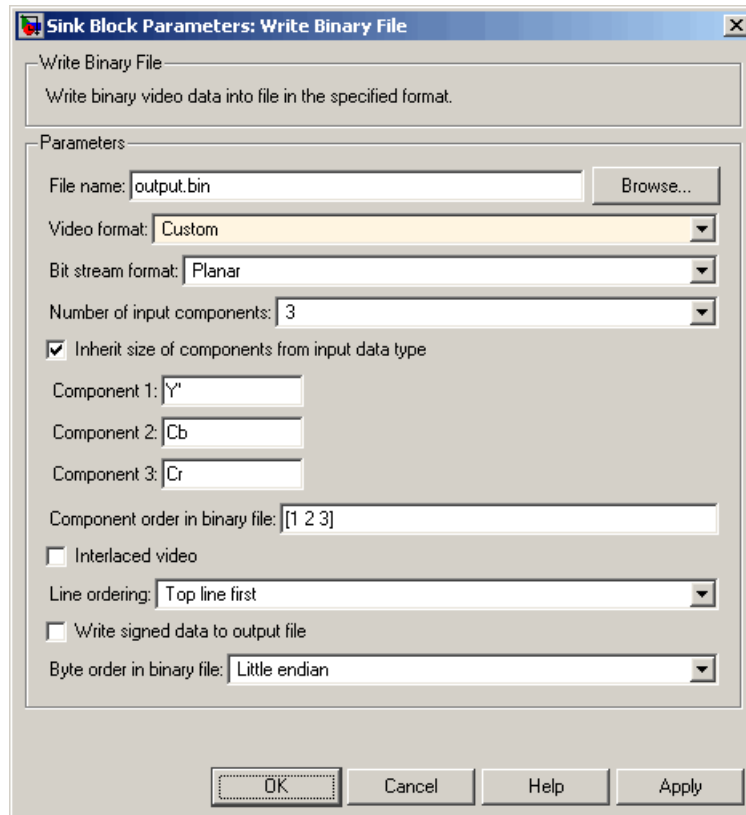 Sink Block Parameters: Write Binary File
Write Binary File
Write binary video data into file in the specified format.
Parameters
File name: output.bin Browse...
Video format: Custom
Bit stream format: Planar
Number of input components: 3
Inherit size of components from input data type
Component 1: Y'
Component 2: Cb
Component 3: Cr
Component order in binary file: [1 2 3]
Interlaced video
Line ordering: Top line first
Write signed data to output file
Byte order in binary file: Little endian
OK Cancel Help Apply